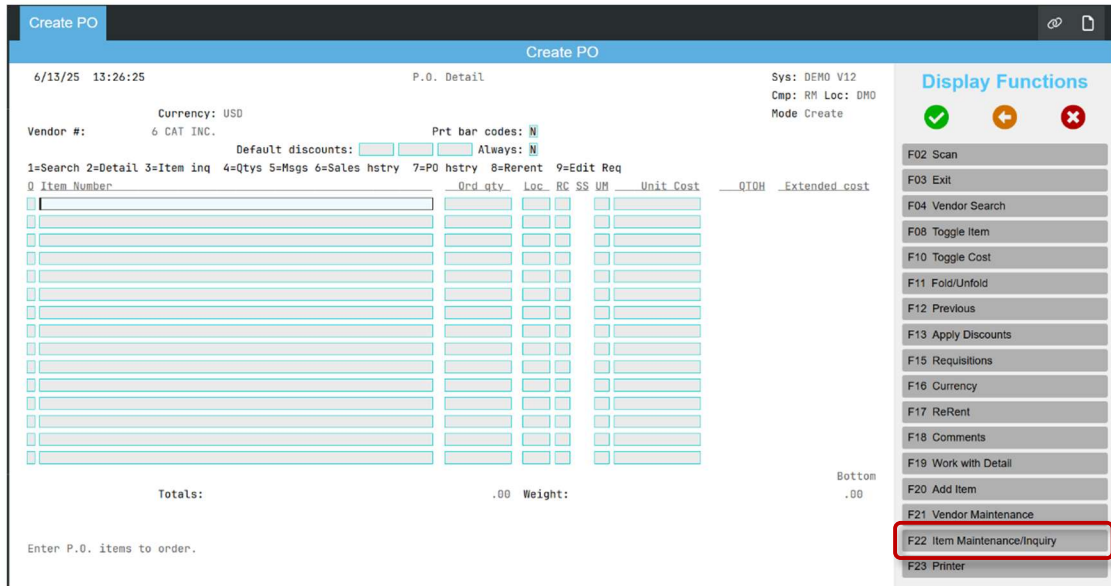 Create PO
Create PO
6/13/25 13:26:25 P.O. Detail Sys: DEMO V12
Cmp: RM Loc: DMO
Currency: USD Mode Create
Vendor #: 6 CAT INC. Prt bar codes: N
Default discounts: Always: N
1=Search 2=Detail 3=Item inq 4=Qtys 5=Msgs 6=Sales hstry 7=PO hstry 8=Rerent 9=Edit Req
O Item Number Ord qty Loc RC SS UM Unit Cost QTOH Extended cost
Bottom
Totals: .00 Weight: .00
Enter P.O. items to order.
Display Functions
F02 Scan
F03 Exit
F04 Vendor Search
F08 Toggle Item
F10 Toggle Cost
F11 Fold/Unfold
F12 Previous
F13 Apply Discounts
F15 Requisitions
F16 Currency
F17 ReRent
F18 Comments
F19 Work with Detail
F20 Add Item
F21 Vendor Maintenance
F22 Item Maintenance/Inquiry
F23 Printer